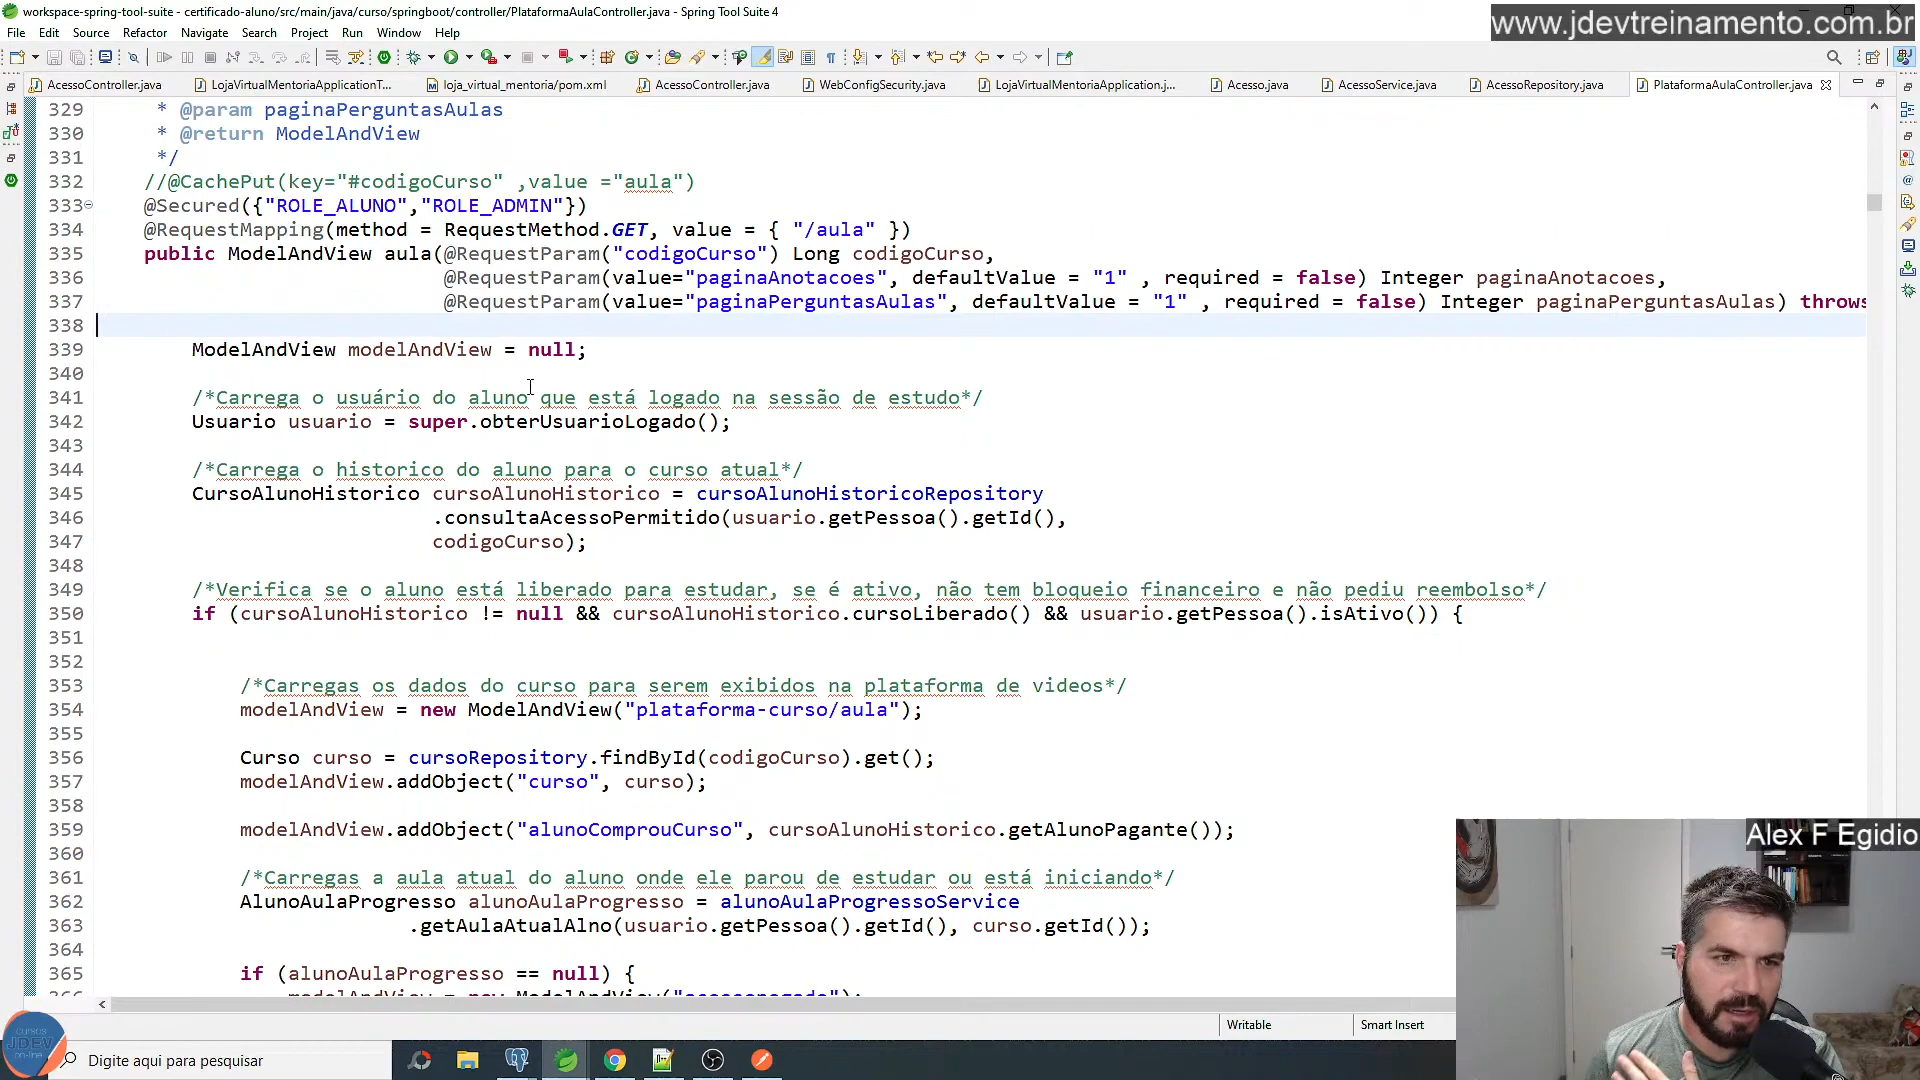 workspace-spring-tool-suite - certificado-aluno/src/main/java/curso/springboot/controller/PlataformaAulaController.java - Spring Tool Suite 4
www.jdevtreinamento.com.br
File Edit Source Refactor Navigate Search Project Run Window Help
AcessoController.java LojaVirtualMentoriaApplicationT... loja_virtual_mentoria/pom.xml AcessoController.java WebConfigSecurity.java LojaVirtualMentoriaApplication.j... Acesso.java AcessoService.java AcessoRepository.java PlataformaAulaController.java
329 * @param paginaPerguntasAulas
330 * @return ModelAndView
331 */
332 //@CachePut(key="#codigoCurso" ,value ="aula")
333 @Secured({"ROLE_ALUNO","ROLE_ADMIN"})
334 @RequestMapping(method = RequestMethod.GET, value = { "/aula" })
335 public ModelAndView aula(@RequestParam("codigoCurso") Long codigoCurso,
336 @RequestParam(value="paginaAnotacoes", defaultValue = "1" , required = false) Integer paginaAnotacoes,
337 @RequestParam(value="paginaPerguntasAulas", defaultValue = "1" , required = false) Integer paginaPerguntasAulas) throws
338
339 ModelAndView modelAndView = null;
340
341 /*Carrega o usuário do aluno que está logado na sessão de estudo*/
342 Usuario usuario = super.obterUsuarioLogado();
343
344 /*Carrega o historico do aluno para o curso atual*/
345 CursoAlunoHistorico cursoAlunoHistorico = cursoAlunoHistoricoRepository
346 .consultaAcessoPermitido(usuario.getPessoa().getId(),
347 codigoCurso);
348
349 /*Verifica se o aluno está liberado para estudar, se é ativo, não tem bloqueio financeiro e não pediu reembolso*/
350 if (cursoAlunoHistorico != null && cursoAlunoHistorico.cursoLiberado() && usuario.getPessoa().isAtivo()) {
351
352
353 /*Carregas os dados do curso para serem exibidos na plataforma de videos*/
354 modelAndView = new ModelAndView("plataforma-curso/aula");
355
356 Curso curso = cursoRepository.findById(codigoCurso).get();
357 modelAndView.addObject("curso", curso);
358
359 modelAndView.addObject("alunoComprouCurso", cursoAlunoHistorico.getAlunoPagante());
360
361 /*Carregas a aula atual do aluno onde ele parou de estudar ou está iniciando*/
362 AlunoAulaProgresso alunoAulaProgresso = alunoAulaProgressoService
363 .getAulaAtualAlno(usuario.getPessoa().getId(), curso.getId());
364
365 if (alunoAulaProgresso == null) {
Alex F Egidio
Writable Smart Insert
cursos JDEV on-line
Digite aqui para pesquisar